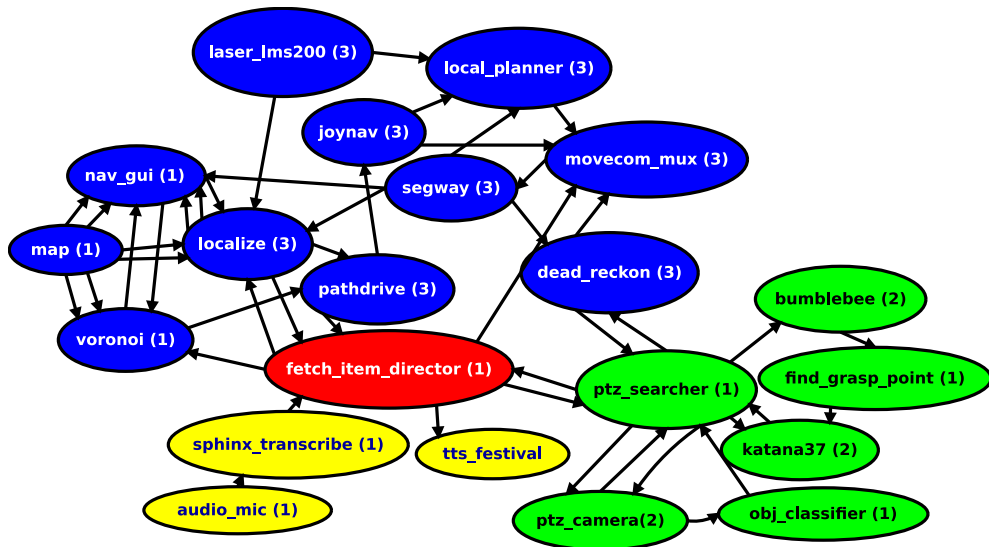 laser_lms200 (3)
local_planner (3)
joynav (3)
movecom_mux (3)
nav_gui (1)
segway (3)
map (1)
localize (3)
dead_reckon (3)
pathdrive (3)
bumblebee (2)
voronoi (1)
fetch_item_director (1)
ptz_searcher (1)
find_grasp_point (1)
sphinx_transcribe (1)
tts_festival
katana37 (2)
audio_mic (1)
ptz_camera(2)
obj_classifier (1)